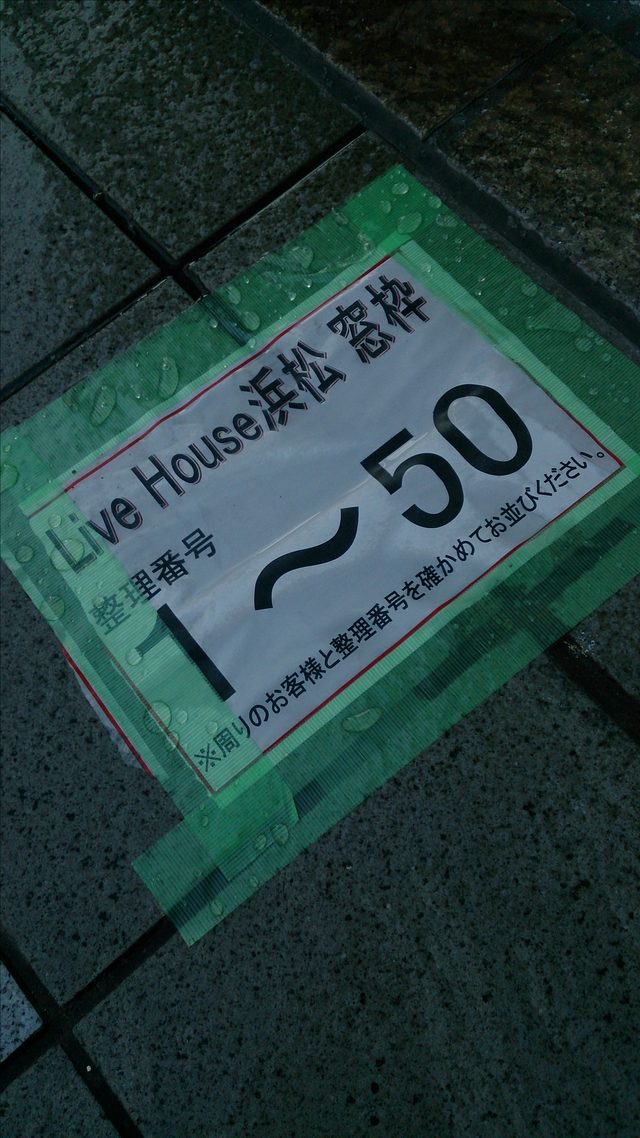 Live House浜松 窓枠
整理番号
1〜50
※周りのお客様と整理番号を確かめてお並びください。